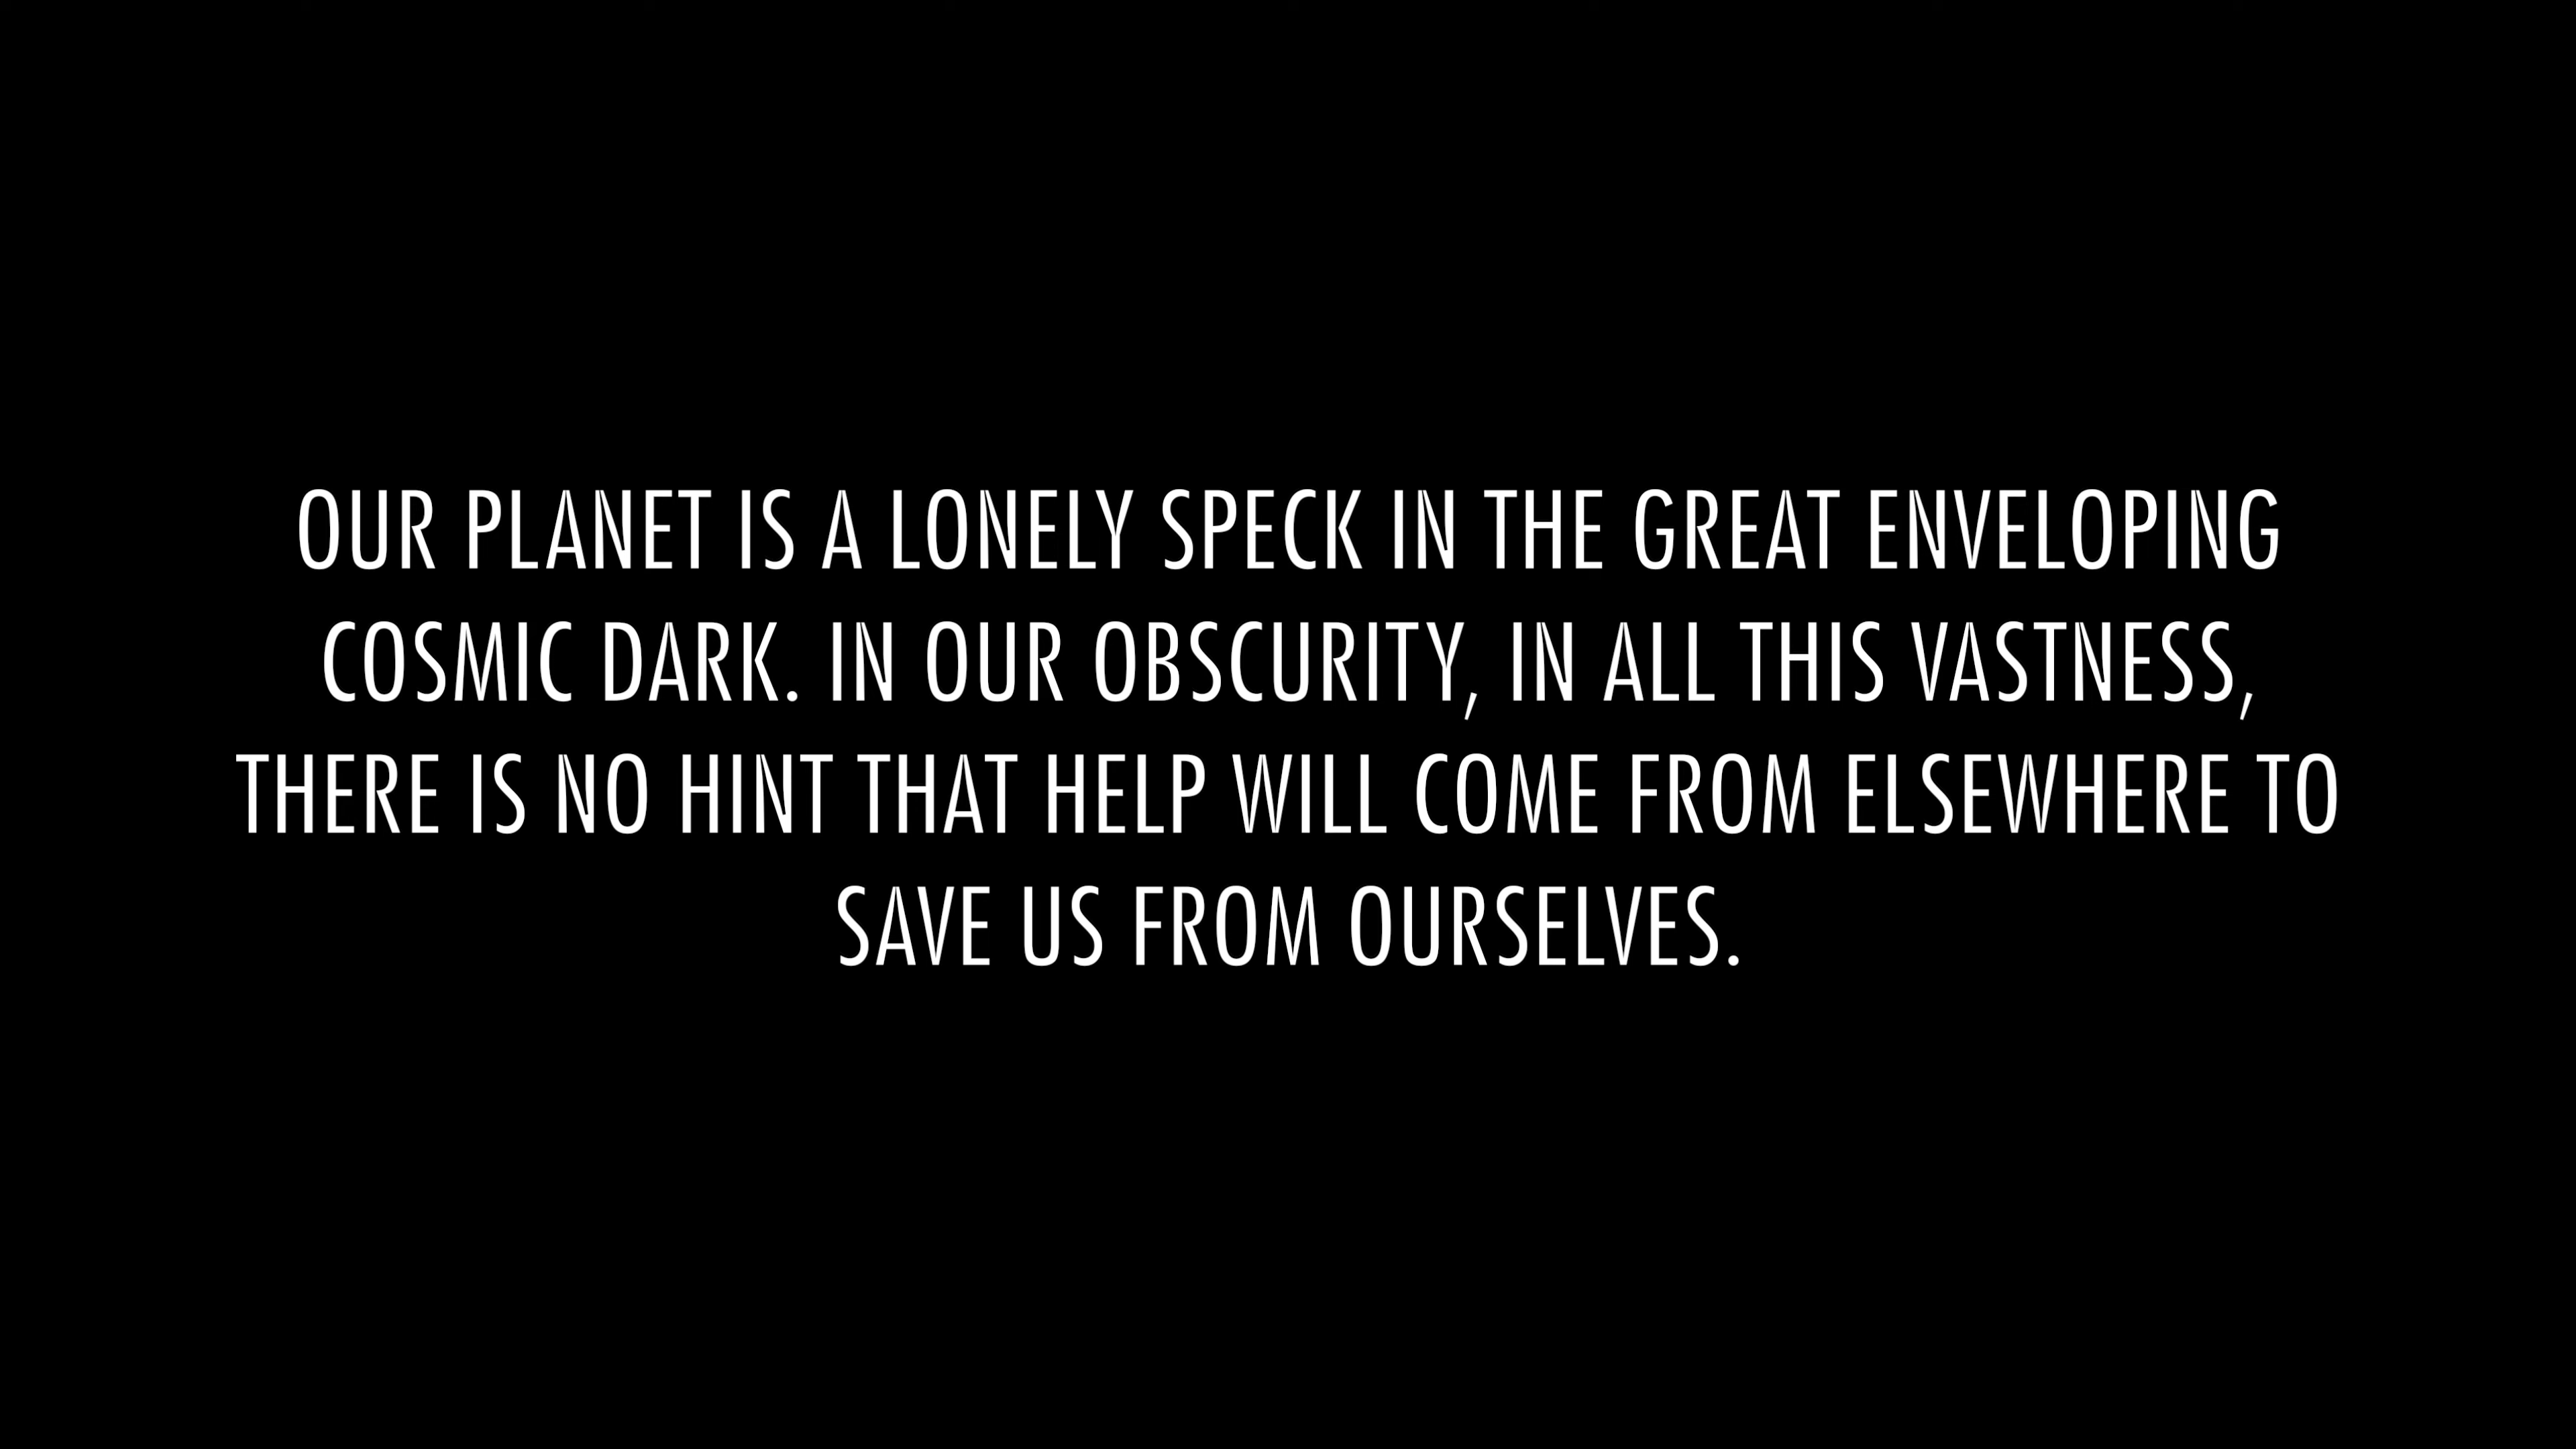 OUR PLANET IS A LONELY SPECK IN THE GREAT ENVELOPING
COSMIC DARK. IN OUR OBSCURITY, IN ALL THIS VASTNESS,
THERE IS NO HINT THAT HELP WILL COME FROM ELSEWHERE TO
SAVE US FROM OURSELVES.